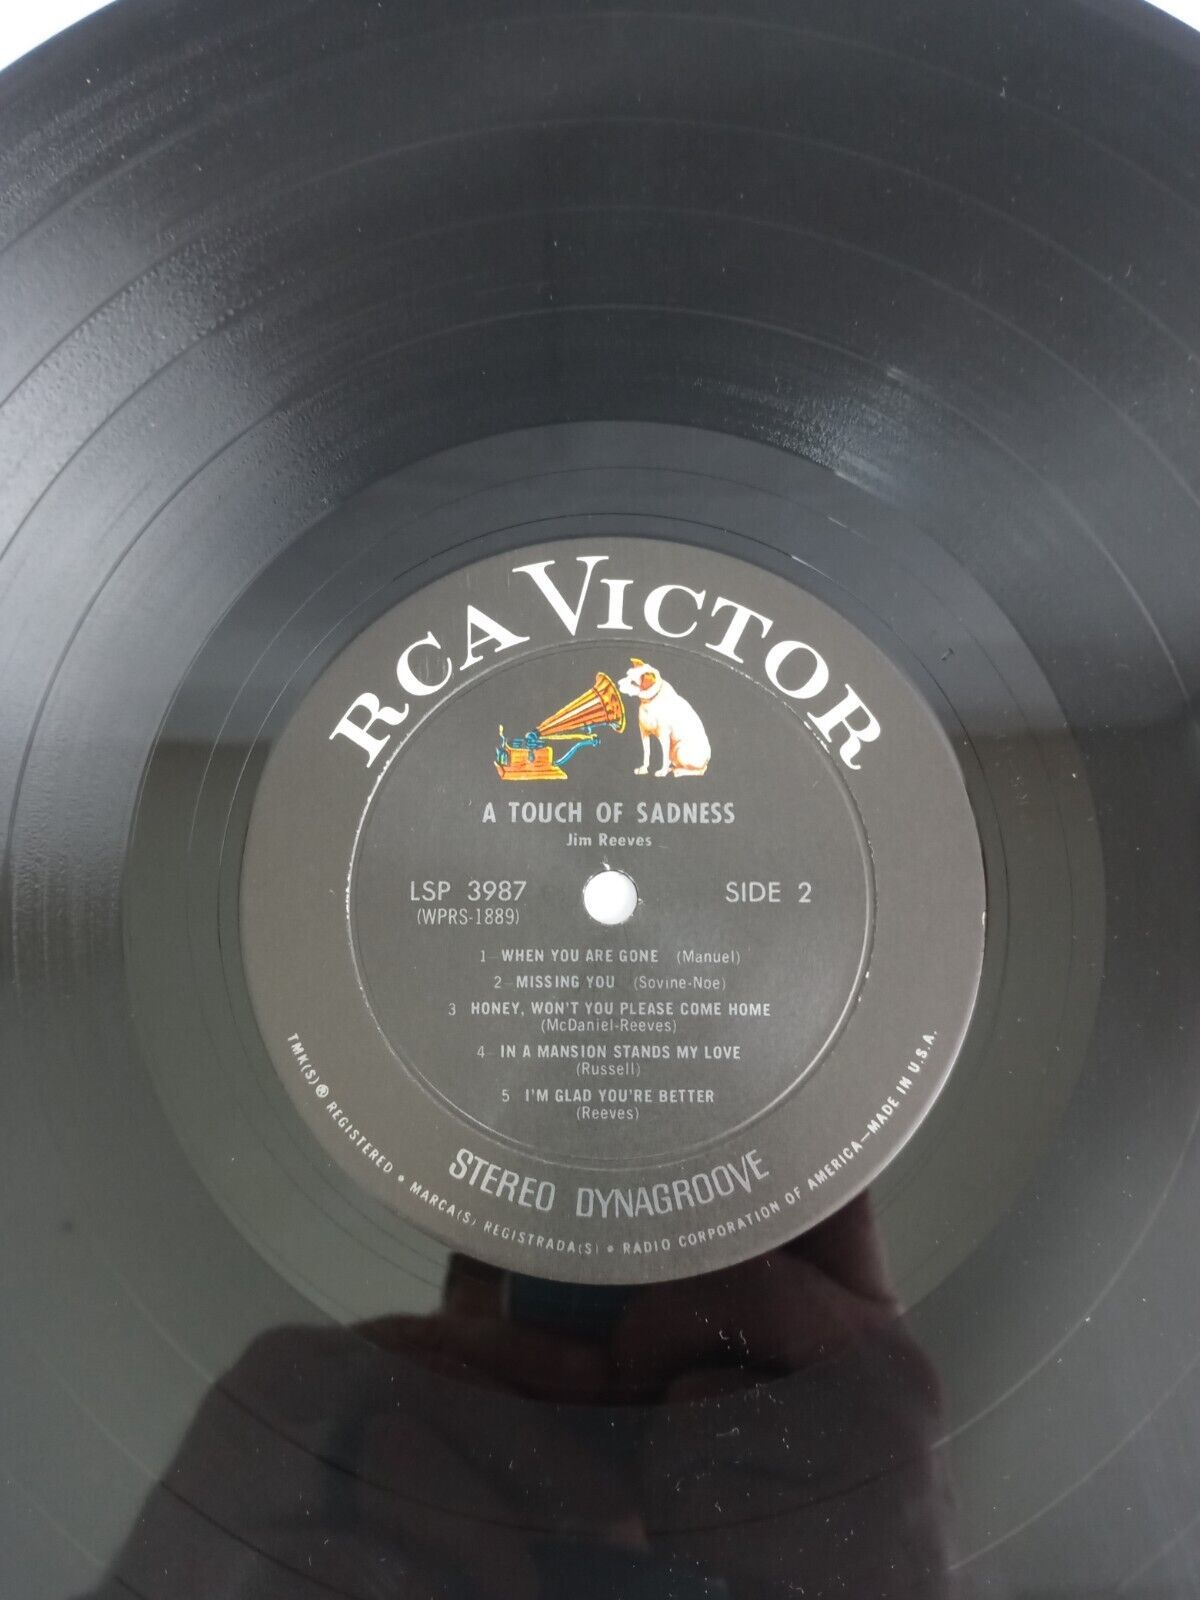 RCA VICTOR
A TOUCH OF SADNESS
Jim Reeves
LSP 3987
(WPRS-1889)
SIDE 2
1 - WHEN YOU ARE GONE (Manuel)
2 - MISSING YOU (Sovine-Noe)
3 HONEY, WON'T YOU PLEASE COME HOME
(McDaniel-Reeves)
4 - IN A MANSION STANDS MY LOVE
(Russell)
5 I'M GLAD YOU'RE BETTER
(Reeves)
STEREO DYNAGROOVE
TMK(S) ® REGISTERED • MARCA(S) REGISTRADA(S) • RADIO CORPORATION OF AMERICA—MADE IN U.S.A.